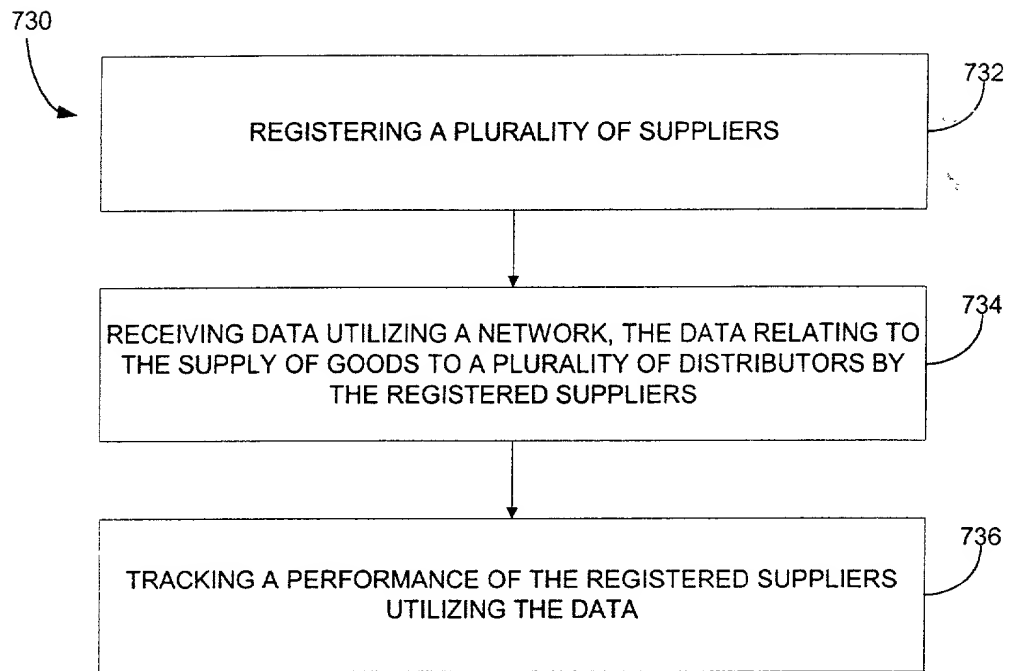 730
732
REGISTERING A PLURALITY OF SUPPLIERS
734
RECEIVING DATA UTILIZING A NETWORK, THE DATA RELATING TO
THE SUPPLY OF GOODS TO A PLURALITY OF DISTRIBUTORS BY
THE REGISTERED SUPPLIERS
736
TRACKING A PERFORMANCE OF THE REGISTERED SUPPLIERS
UTILIZING THE DATA